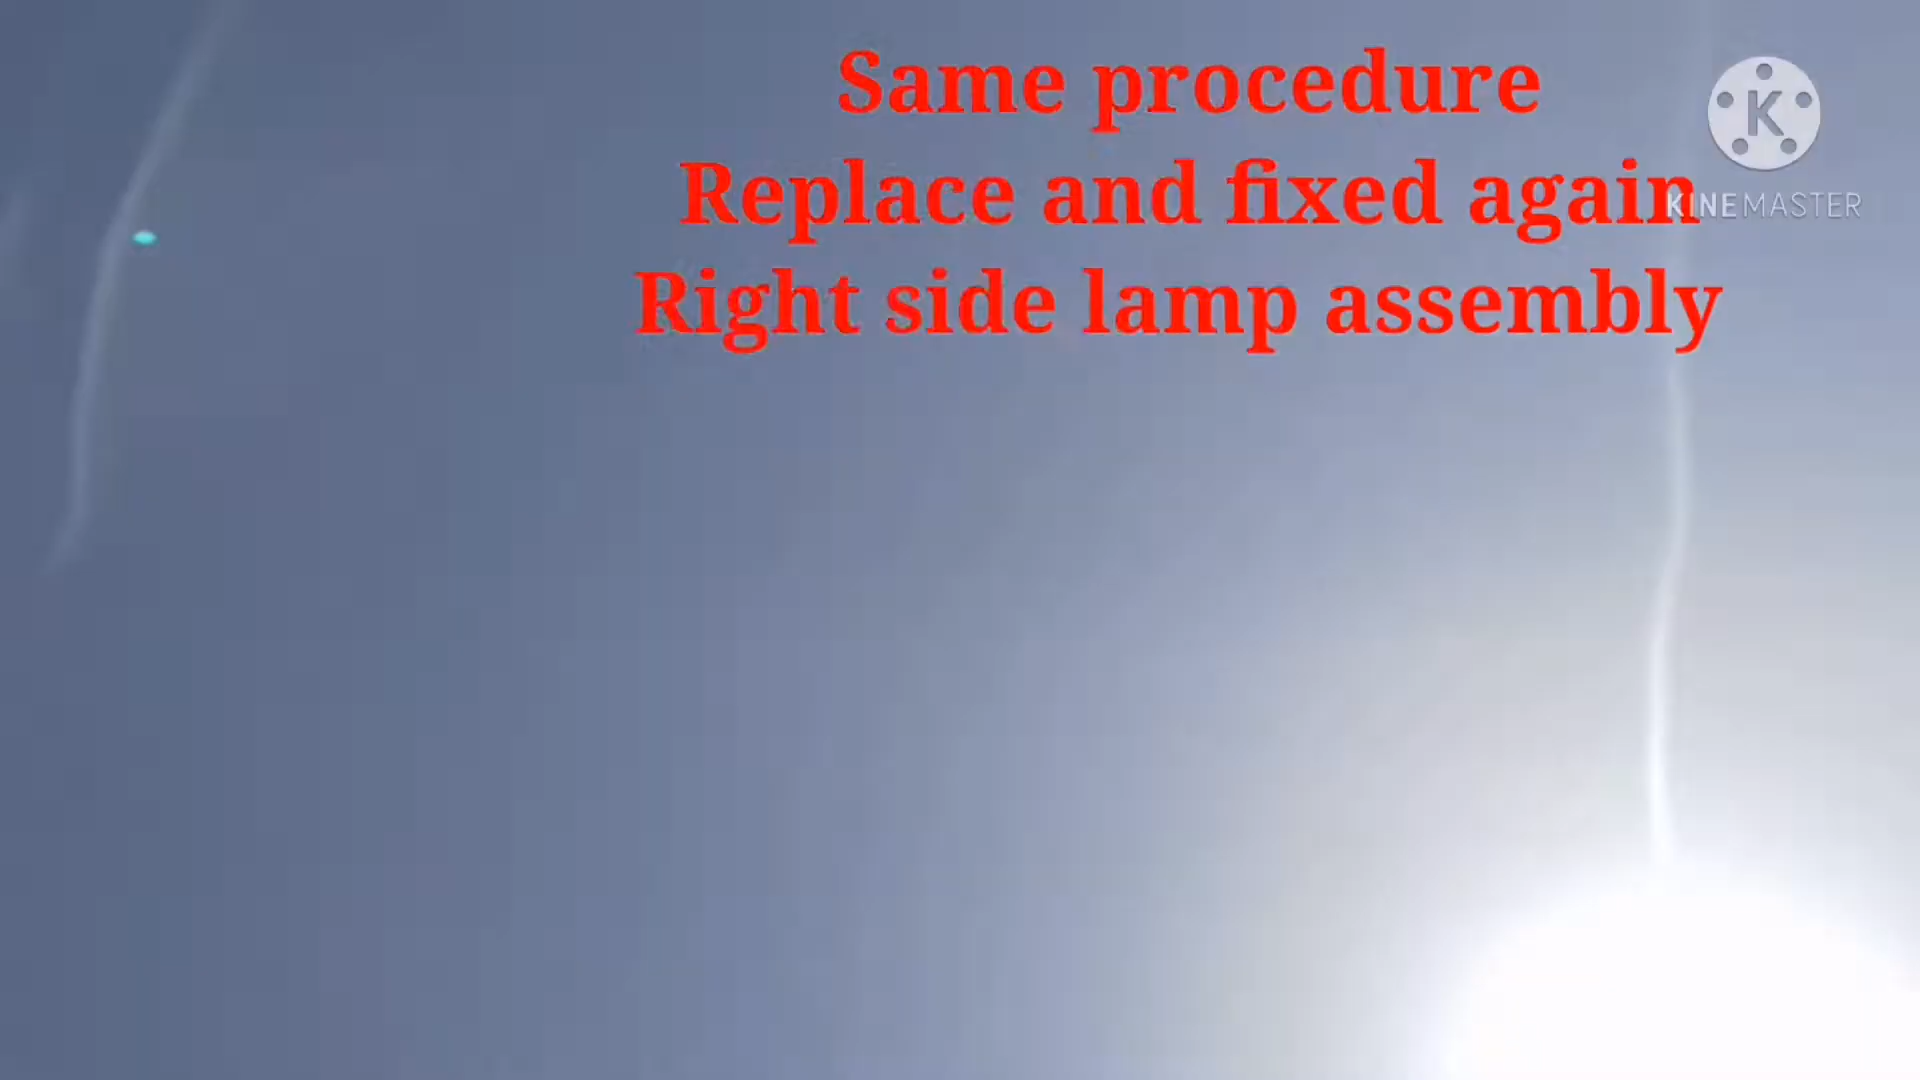 Same procedure
Replace and fixed again
Right side lamp assembly
K
KINEMASTER